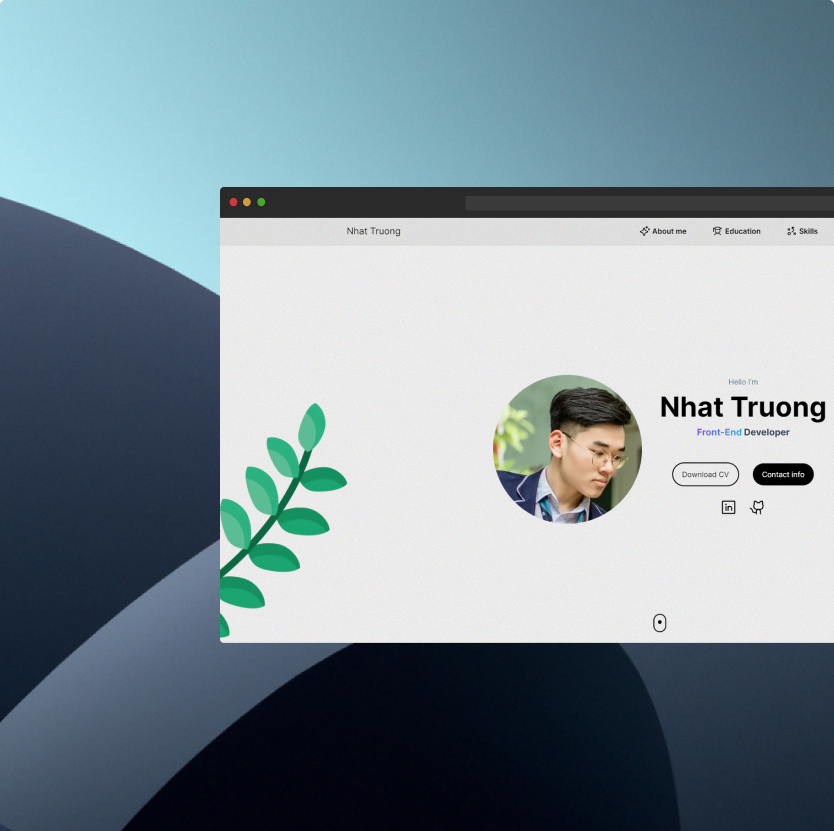 Nhat Truong
About me
Education
Skills
Hello I'm
Nhat Truong
Front-End Developer
Download CV
Contact info
in